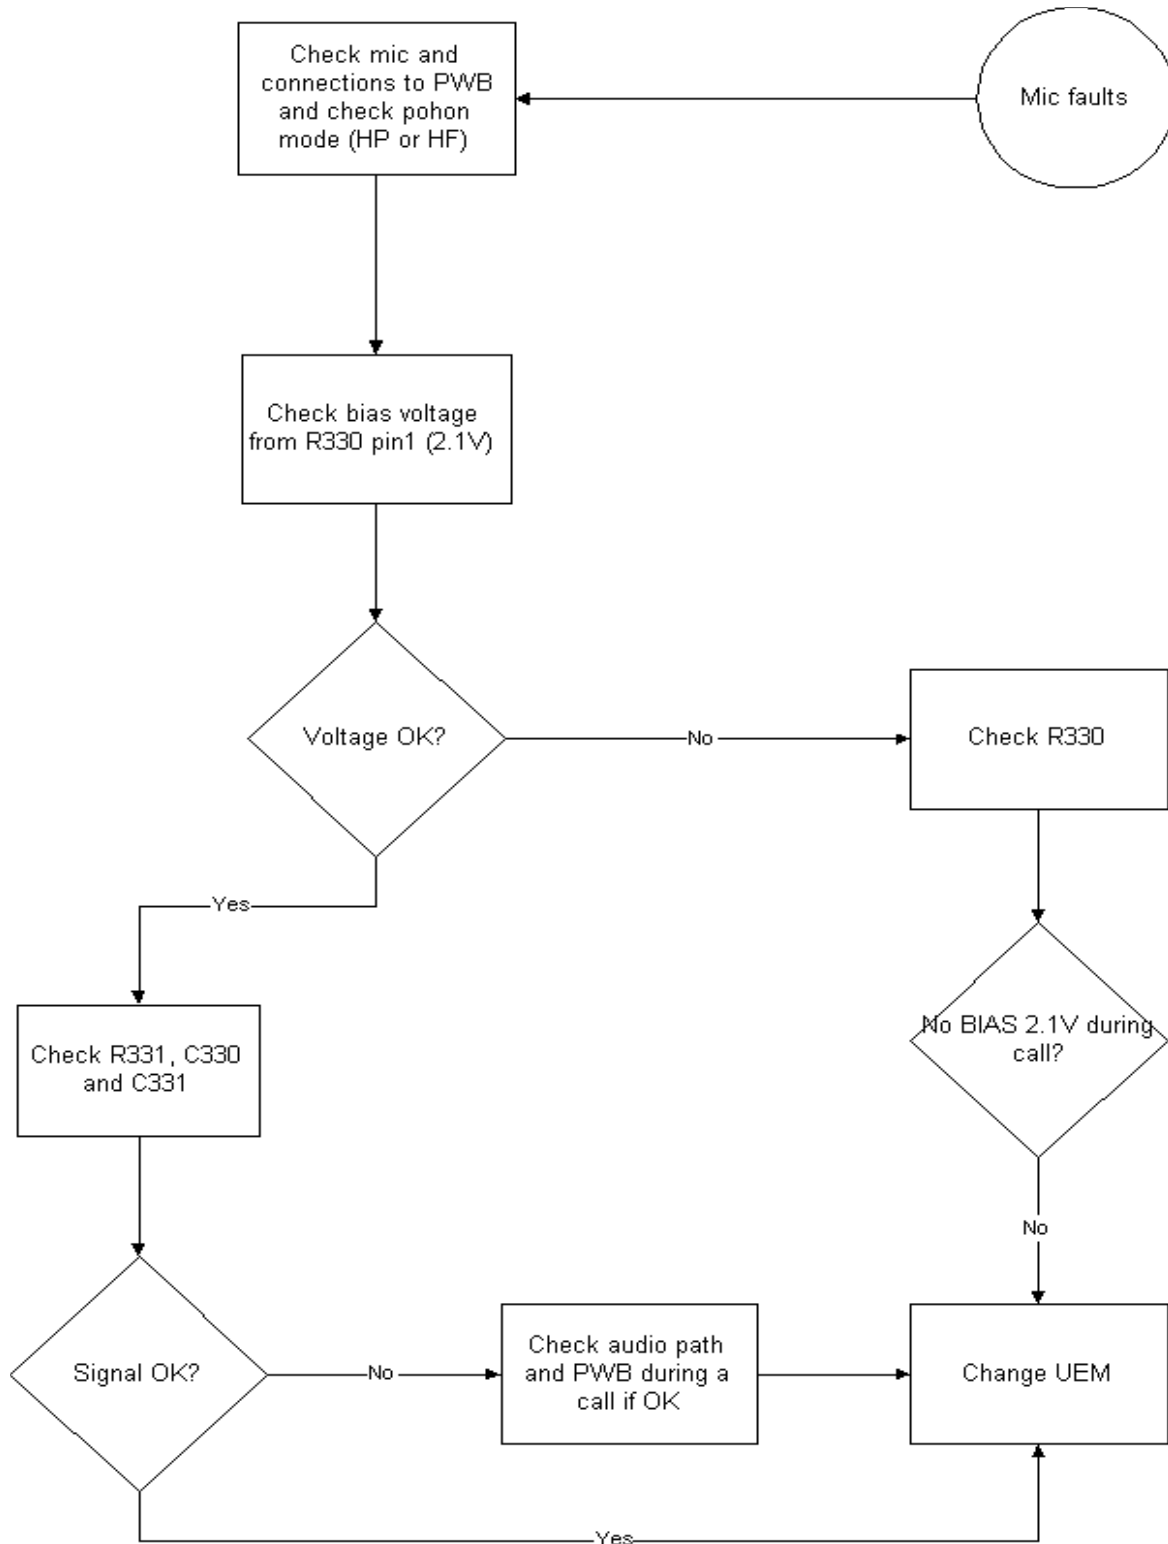 Check mic and
connections to PWB
and check pohon
mode (HP or HF)
Mic faults
Check bias voltage
from R330 pin1 (2.1V)
Voltage OK?
No
Check R330
Yes
No BIAS 2.1V during
call?
Check R331, C330
and C331
No
Signal OK?
No
Check audio path
and PWB during a
call if OK
Change UEM
Yes